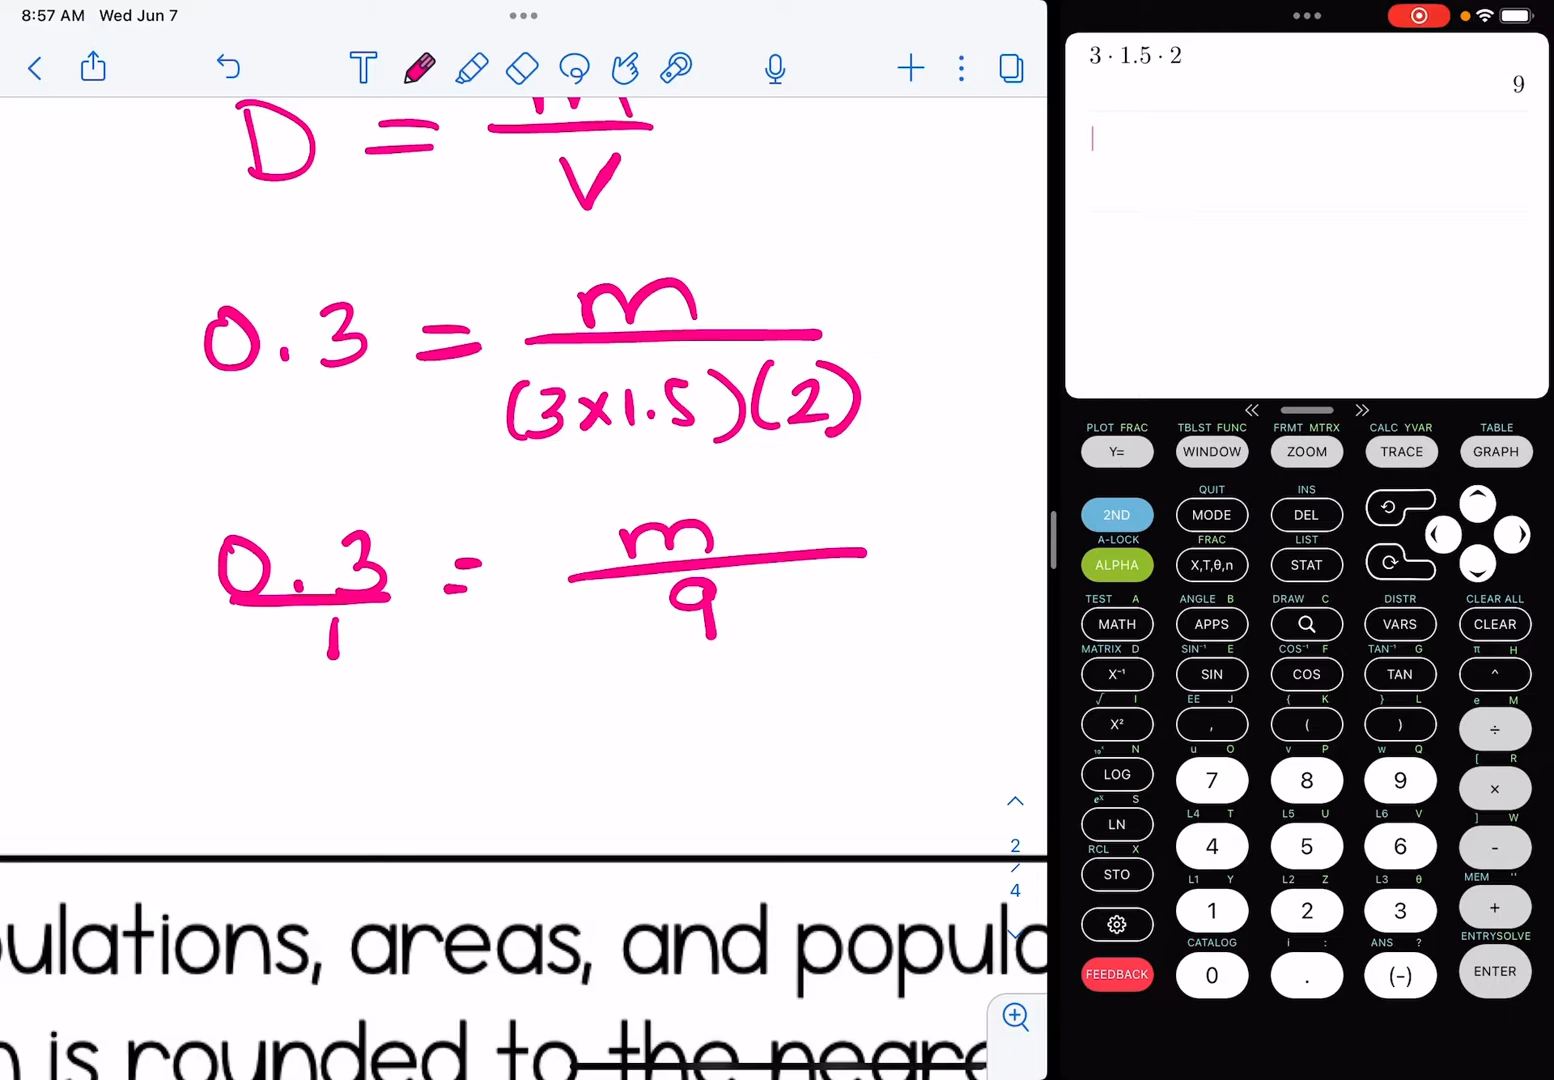 8:57 AM Wed Jun 7
T
D = m
V
0.3 = m
(3x1.5)(2)
0.3 = m
1 9
2
4
ulations, areas, and popul
is rounded to the neare
3 · 1.5 · 2
9
PLOT FRAC TBLST FUNC FRMT MTRX CALC YVAR TABLE
Y= WINDOW ZOOM TRACE GRAPH
QUIT INS
2ND MODE DEL
A-LOCK FRAC LIST
ALPHA X,T,θ,n STAT
TEST A ANGLE B DRAW C DISTR CLEAR ALL
MATH APPS VARS CLEAR
MATRIX D SIN⁻¹ E COS⁻¹ F TAN⁻¹ G π H
X⁻¹ SIN COS TAN ^
√ I EE J { K } L e M
X² , ( ) ÷
10ˣ N u O v P w Q [ R
LOG 7 8 9 ×
eˣ S L4 T L5 U L6 V ] W
LN 4 5 6 -
RCL X L1 Y L2 Z L3 θ MEM "
STO 1 2 3 +
CATALOG i : ANS ? ENTRYSOLVE
FEEDBACK 0 . (-) ENTER